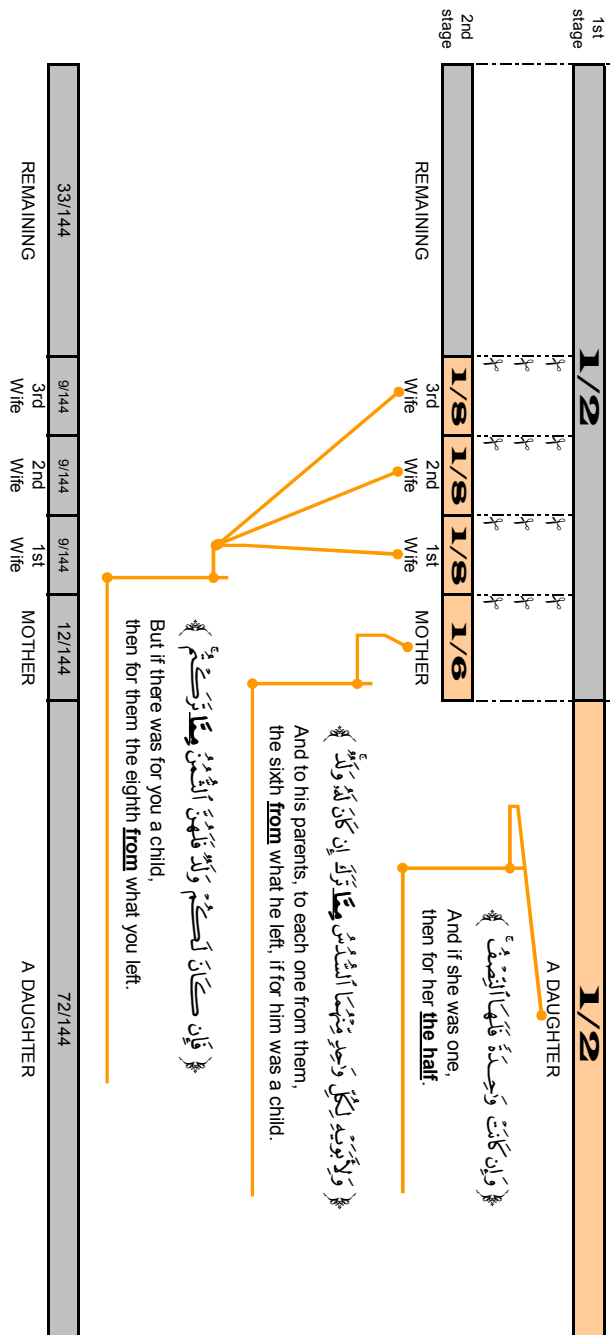 1st
stage
1/2
1/2
A DAUGHTER
﴿ وَإِن كَانَتْ وَٰحِدَةً فَلَهَا ٱلنِّصْفُ ۚ ﴾
And if she was one,
then for her the half.
2nd
stage
1/8
1/8
1/8
1/6
REMAINING
3rd
Wife
2nd
Wife
1st
Wife
MOTHER
﴿ وَلِأَبَوَيْهِ لِكُلِّ وَٰحِدٍ مِّنْهُمَا ٱلسُّدُسُ مِمَّا تَرَكَ إِن كَانَ لَهُۥ وَلَدٌ ۚ ﴾
And to his parents, to each one from them,
the sixth from what he left, if for him was a child.
﴿ فَإِن كَانَ لَكُمْ وَلَدٌ فَلَهُنَّ ٱلثُّمُنُ مِمَّا تَرَكْتُم ۚ ﴾
But if there was for you a child,
then for them the eighth from what you left.
33/144
9/144
9/144
9/144
12/144
72/144
REMAINING
3rd
Wife
2nd
Wife
1st
Wife
MOTHER
A DAUGHTER